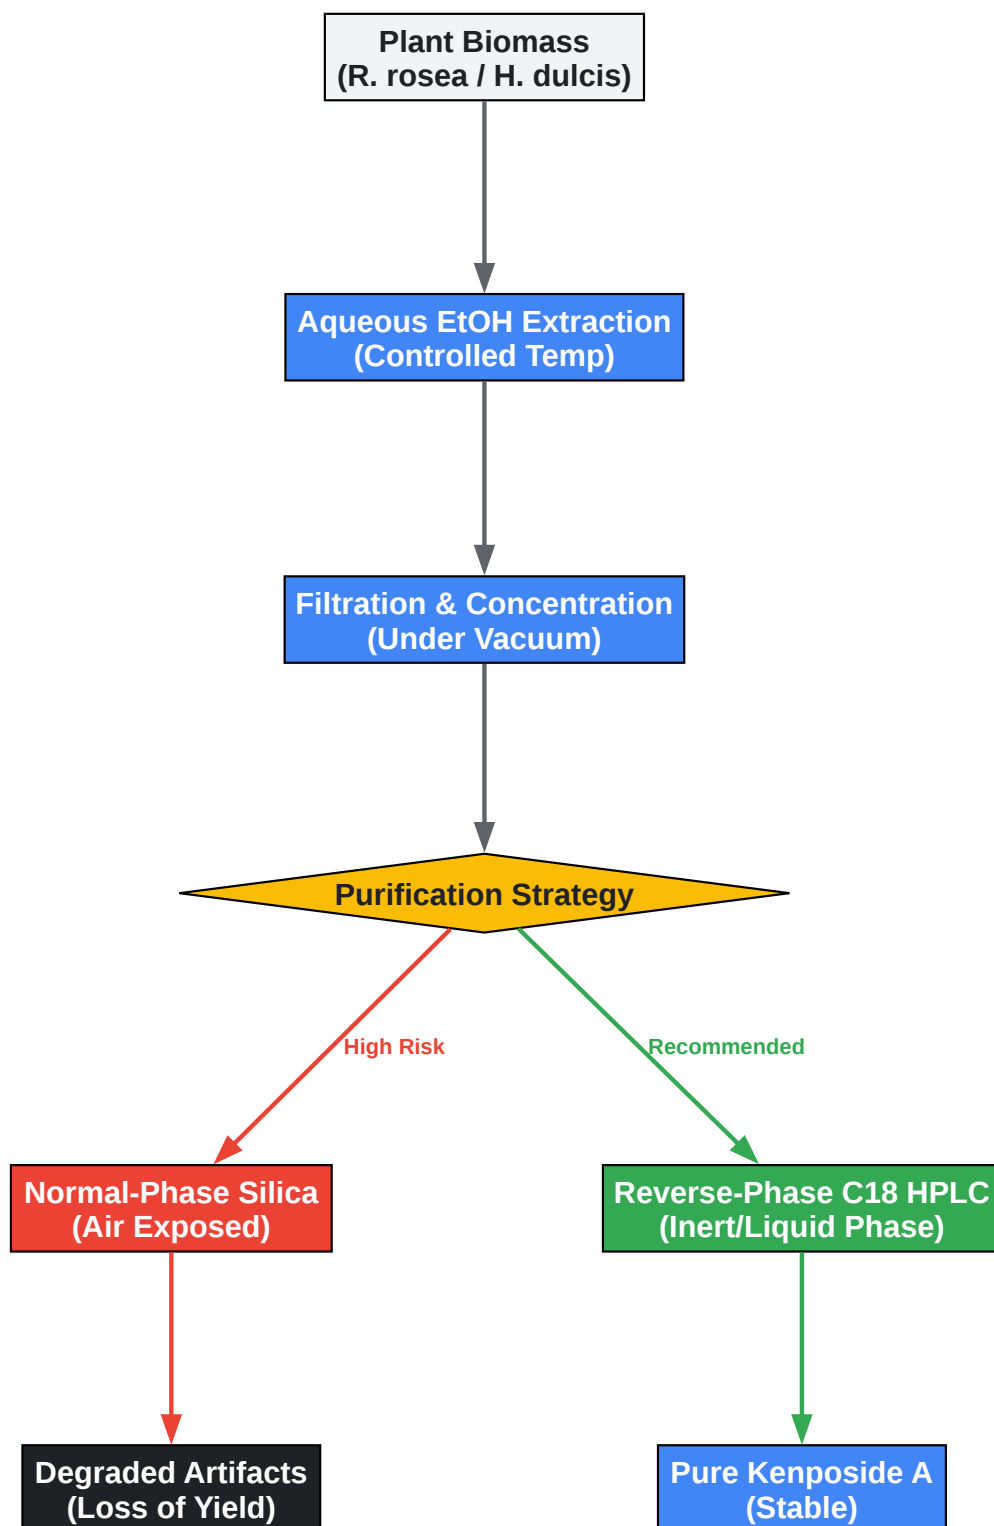 Plant Biomass
(R. rosea / H. dulcis)
Aqueous EtOH Extraction
(Controlled Temp)
Filtration & Concentration
(Under Vacuum)
Purification Strategy
High Risk
Recommended
Normal-Phase Silica
(Air Exposed)
Reverse-Phase C18 HPLC
(Inert/Liquid Phase)
Degraded Artifacts
(Loss of Yield)
Pure Kenposide A
(Stable)